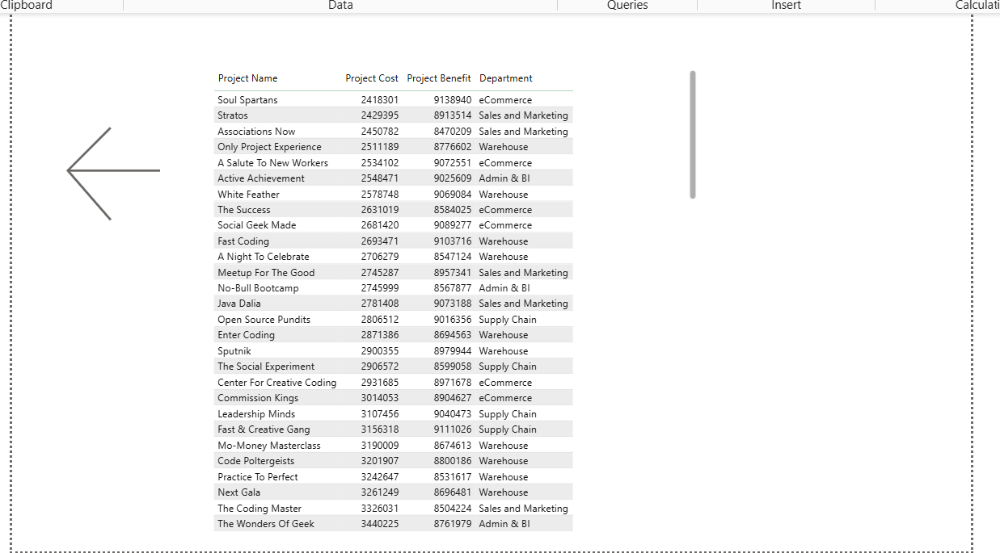 Clipboard Data Queries Insert Calculati
Project Name Project Cost Project Benefit Department
Soul Spartans 2418301 9138940 eCommerce
Stratos 2429395 8913514 Sales and Marketing
Associations Now 2450782 8470209 Sales and Marketing
Only Project Experience 2511189 8776602 Warehouse
A Salute To New Workers 2534102 9072551 eCommerce
Active Achievement 2548471 9025609 Admin & BI
White Feather 2578748 9069084 Warehouse
The Success 2631019 8584025 eCommerce
Social Geek Made 2681420 9089277 eCommerce
Fast Coding 2693471 9103716 Warehouse
A Night To Celebrate 2706279 8547124 Warehouse
Meetup For The Good 2745287 8957341 Sales and Marketing
No-Bull Bootcamp 2745999 8567877 Admin & BI
Java Dalia 2781408 9073188 Sales and Marketing
Open Source Pundits 2806512 9016356 Supply Chain
Enter Coding 2871386 8694563 Warehouse
Sputnik 2900355 8979944 Warehouse
The Social Experiment 2906572 8599058 Supply Chain
Center For Creative Coding 2931685 8971678 eCommerce
Commission Kings 3014053 8904627 eCommerce
Leadership Minds 3107456 9040473 Supply Chain
Fast & Creative Gang 3156318 9111026 Supply Chain
Mo-Money Masterclass 3190009 8674613 Warehouse
Code Poltergeists 3201907 8800186 Warehouse
Practice To Perfect 3242647 8531617 Warehouse
Next Gala 3261249 8696481 Warehouse
The Coding Master 3326031 8504224 Sales and Marketing
The Wonders Of Geek 3440225 8761979 Admin & BI